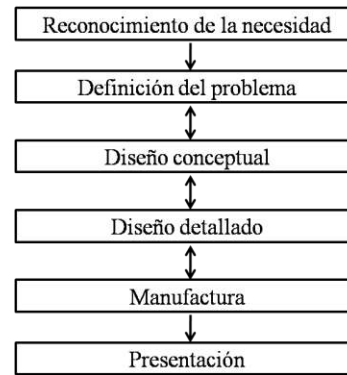 Reconocimiento de la necesidad
Definición del problema
Diseño conceptual
Diseño detallado
Manufactura
Presentación